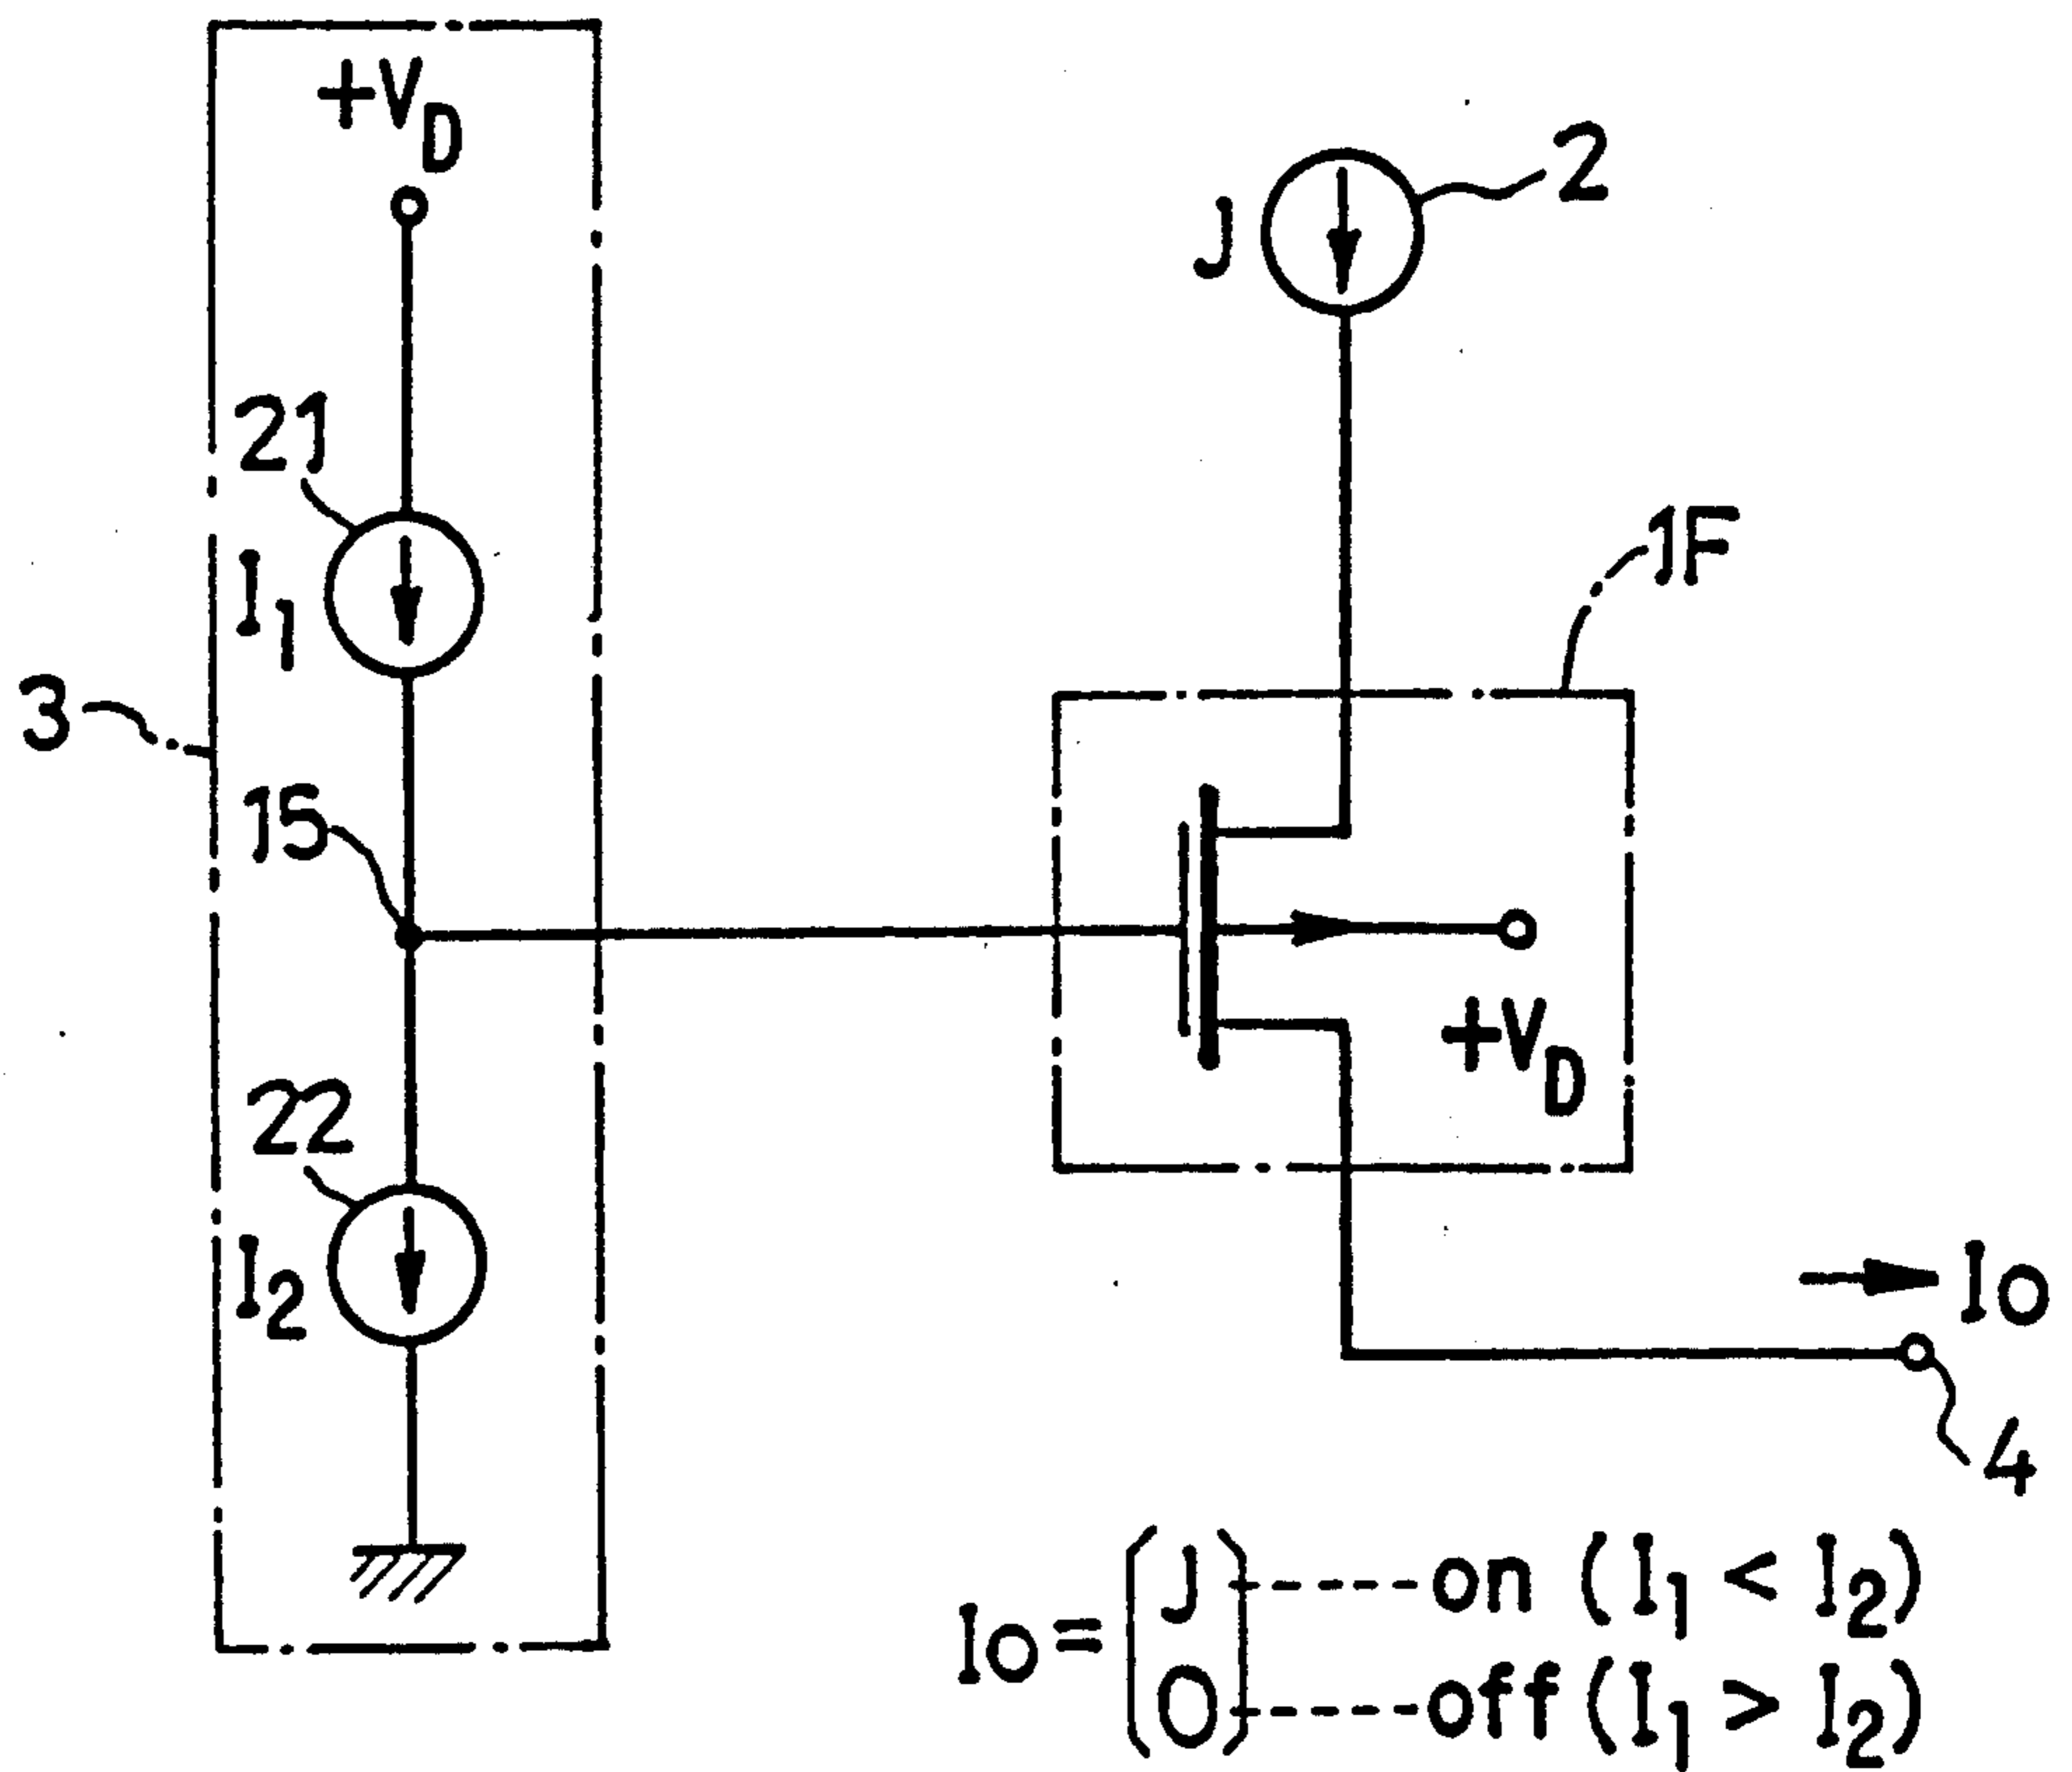 +VD
2
J
21
1F
I1
3
15
+VD
22
I2
Io
4
Io = J -----on (I1 < I2)
0 -----off (I1 > I2)